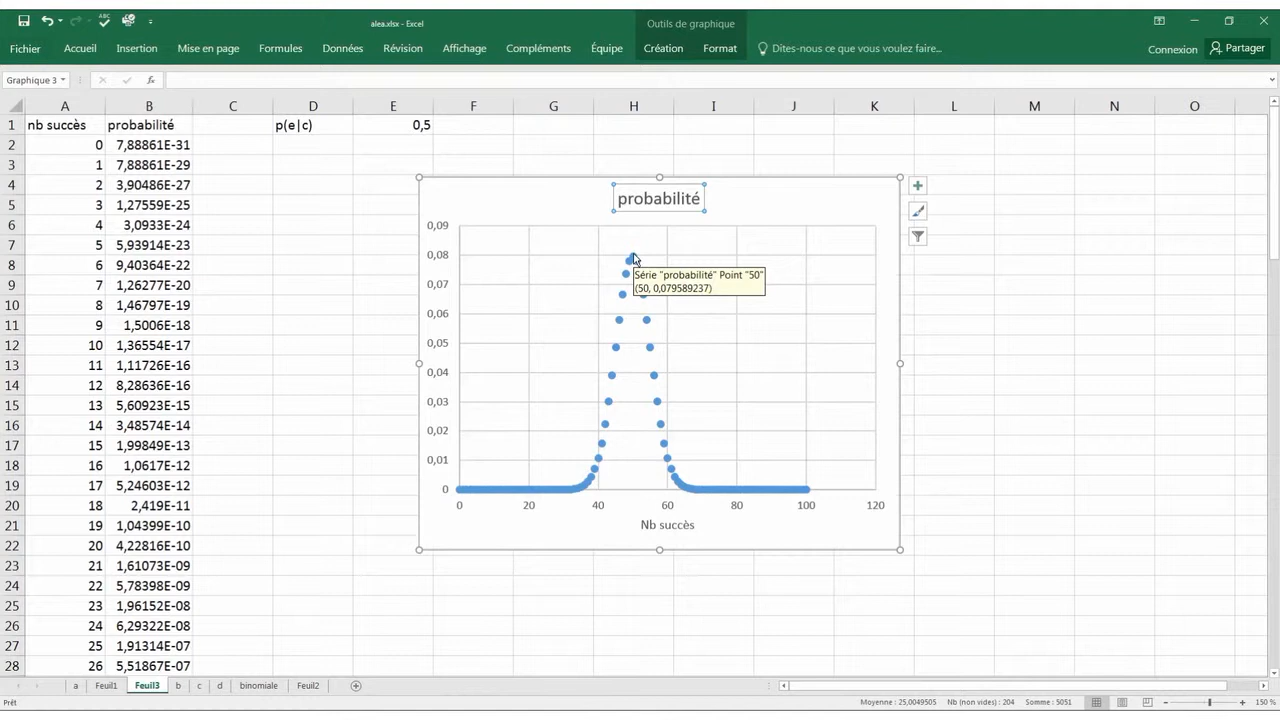 alea.xlsx - Excel
Outils de graphique
Fichier Accueil Insertion Mise en page Formules Données Révision Affichage Compléments Équipe Création Format Dites-nous ce que vous voulez faire... Connexion Partager
Graphique 3 fx
A B C D E F G H I J K L M N O
1 nb succès probabilité p(e|c) 0,5
2 0 7,88861E-31
3 1 7,88861E-29
4 2 3,90486E-27
5 3 1,27559E-25
6 4 3,0933E-24
7 5 5,93914E-23
8 6 9,40364E-22
9 7 1,26277E-20
10 8 1,46797E-19
11 9 1,5006E-18
12 10 1,36554E-17
13 11 1,11726E-16
14 12 8,28636E-16
15 13 5,60923E-15
16 14 3,48574E-14
17 15 1,99849E-13
18 16 1,0617E-12
19 17 5,24603E-12
20 18 2,419E-11
21 19 1,04399E-10
22 20 4,22816E-10
23 21 1,61073E-09
24 22 5,78398E-09
25 23 1,96152E-08
26 24 6,29322E-08
27 25 1,91314E-07
28 26 5,51867E-07
probabilité
0,09
0,08
0,07
0,06
0,05
0,04
0,03
0,02
0,01
0
0 20 40 60 80 100 120
Nb succès
Série "probabilité" Point "50"
(50, 0,079589237)
a Feuil1 Feuil3 b c d binomiale Feuil2
Prêt Moyenne : 25,0049505 Nb (non vides) : 204 Somme : 5051 150 %